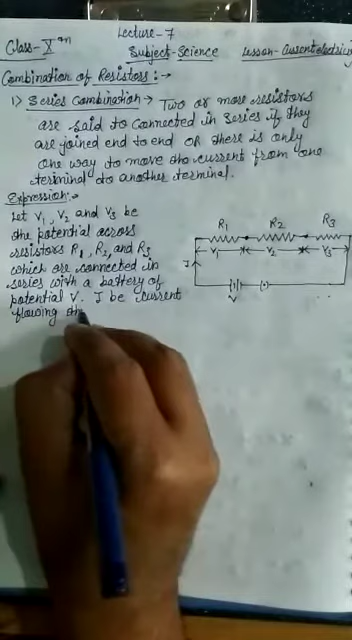 Lecture-7
Class-Xth Subject-Science Lesson-Current electricity
Combination of Resistors:-→
1) Series Combination→ Two or more resistors
are said to connected in series if they
are joined end to end or there is only
one way to move the current from one
terminal to another terminal.
Expression:-
Let V1, V2 and V3 be
the potential across
resistors R1, R2, and R3
which are connected in
series with a battery of
potential V. I be current
flowing th
R1 R2 R3
V1 V2 V3
I
V